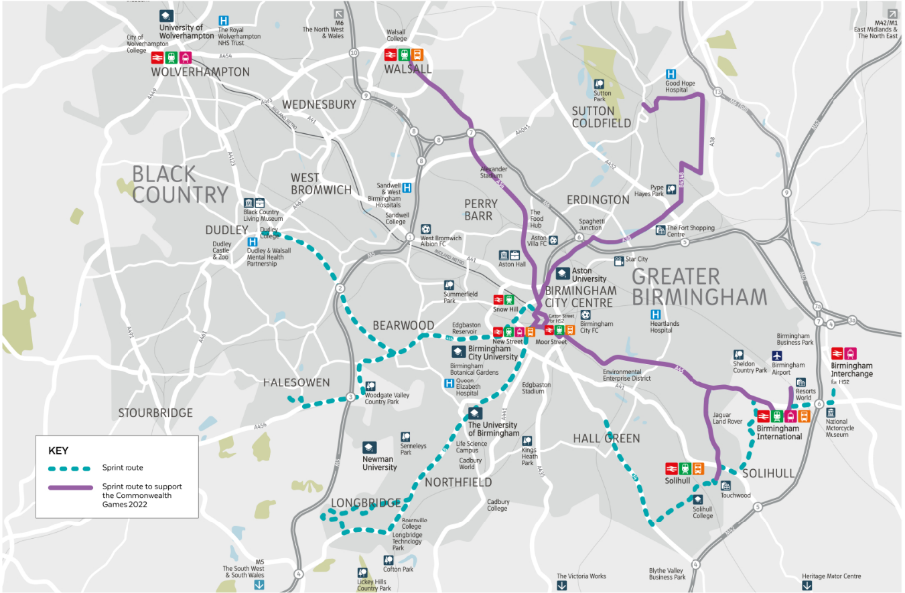 University of
Wolverhampton
The Royal
Wolverhampton
NHS Trust
City of
Wolverhampton
College
WOLVERHAMPTON
M6
The North West
& Wales
Walsall
College
WALSALL
M42/M1
East Midlands &
The North East
WEDNESBURY
Sutton
Park
Good Hope
Hospital
SUTTON
COLDFIELD
BLACK
COUNTRY
WEST
BROMWICH
Sandwell
& West
Birmingham
Hospitals
Sandwell
College
Alexander
Stadium
PERRY
BARR
ERDINGTON
Pype
Hayes Park
Black Country
Living Museum
DUDLEY
Dudley
College
Dudley
Castle
& Zoo
Dudley & Walsall
Mental Health
Partnership
West Bromwich
Albion FC
The
Food
Hub
Aston
Villa FC
Spaghetti
Junction
The Fort Shopping
Centre
Aston Hall
Star City
Aston
University
GREATER
BIRMINGHAM
BIRMINGHAM
CITY CENTRE
Summerfield
Park
Snow Hill
BEARWOOD
Edgbaston
Reservoir
New Street
Moor Street
Birmingham
City FC
Heartlands
Hospital
Birmingham
City University
Birmingham
Botanical Gardens
Queen
Elizabeth
Hospital
Birmingham
Business Park
Sheldon
Country Park
Birmingham
Airport
Birmingham
Interchange
for HS2
HALESOWEN
Woodgate Valley
Country Park
Edgbaston
Stadium
Environmental
Enterprise District
Resorts
World
STOURBRIDGE
The University
of Birmingham
Jaguar
Land Rover
Birmingham
International
National
Motorcycle
Museum
KEY
Sprint route
Sprint route to support
the Commonwealth
Games 2022
Newman
University
Senneleys
Park
Life Science
Campus
Cadbury
World
Kings
Heath
Park
HALL GREEN
Solihull
SOLIHULL
Touchwood
NORTHFIELD
Solihull
College
LONGBRIDGE
Cadbury
College
Bournville
College
Longbridge
Technology
Park
Cofton Park
Lickey Hills
Country Park
M5
The South West
& South Wales
The Victoria Works
Blythe Valley
Business Park
Heritage Motor Centre